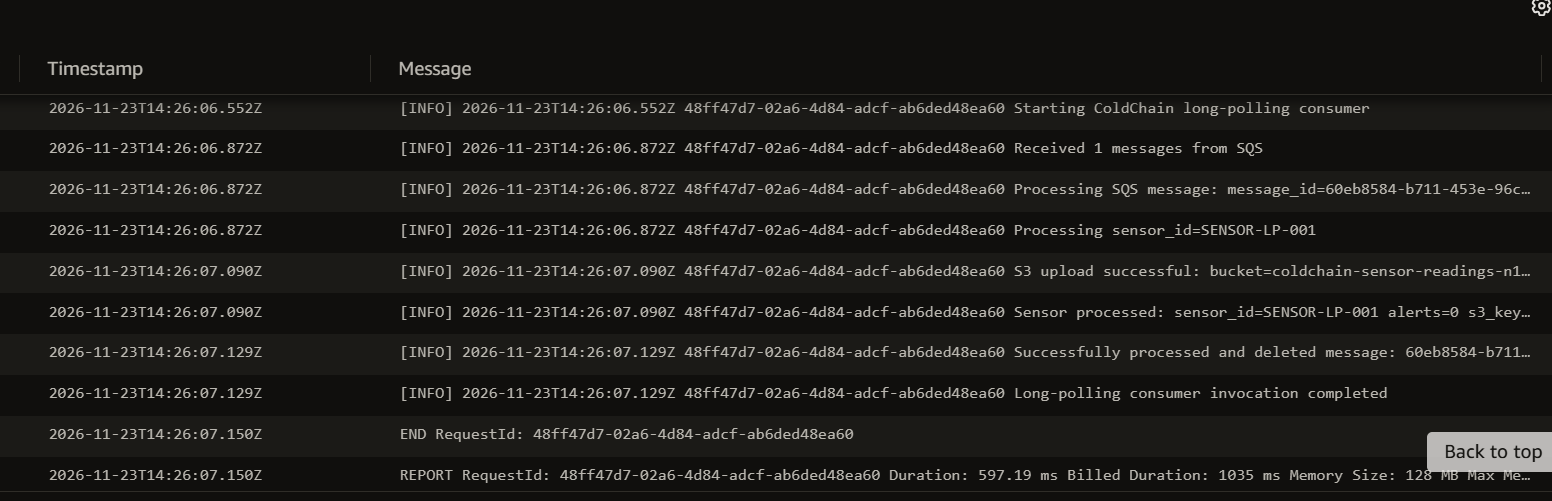 Timestamp Message
2026-11-23T14:26:06.552Z [INFO] 2026-11-23T14:26:06.552Z 48ff47d7-02a6-4d84-adcf-ab6ded48ea60 Starting ColdChain long-polling consumer
2026-11-23T14:26:06.872Z [INFO] 2026-11-23T14:26:06.872Z 48ff47d7-02a6-4d84-adcf-ab6ded48ea60 Received 1 messages from SQS
2026-11-23T14:26:06.872Z [INFO] 2026-11-23T14:26:06.872Z 48ff47d7-02a6-4d84-adcf-ab6ded48ea60 Processing SQS message: message_id=60eb8584-b711-453e-96c…
2026-11-23T14:26:06.872Z [INFO] 2026-11-23T14:26:06.872Z 48ff47d7-02a6-4d84-adcf-ab6ded48ea60 Processing sensor_id=SENSOR-LP-001
2026-11-23T14:26:07.090Z [INFO] 2026-11-23T14:26:07.090Z 48ff47d7-02a6-4d84-adcf-ab6ded48ea60 S3 upload successful: bucket=coldchain-sensor-readings-n1…
2026-11-23T14:26:07.090Z [INFO] 2026-11-23T14:26:07.090Z 48ff47d7-02a6-4d84-adcf-ab6ded48ea60 Sensor processed: sensor_id=SENSOR-LP-001 alerts=0 s3_key…
2026-11-23T14:26:07.129Z [INFO] 2026-11-23T14:26:07.129Z 48ff47d7-02a6-4d84-adcf-ab6ded48ea60 Successfully processed and deleted message: 60eb8584-b711…
2026-11-23T14:26:07.129Z [INFO] 2026-11-23T14:26:07.129Z 48ff47d7-02a6-4d84-adcf-ab6ded48ea60 Long-polling consumer invocation completed
2026-11-23T14:26:07.150Z END RequestId: 48ff47d7-02a6-4d84-adcf-ab6ded48ea60
Back to top
2026-11-23T14:26:07.150Z REPORT RequestId: 48ff47d7-02a6-4d84-adcf-ab6ded48ea60 Duration: 597.19 ms Billed Duration: 1035 ms Memory Size: 128 MB Max Me…